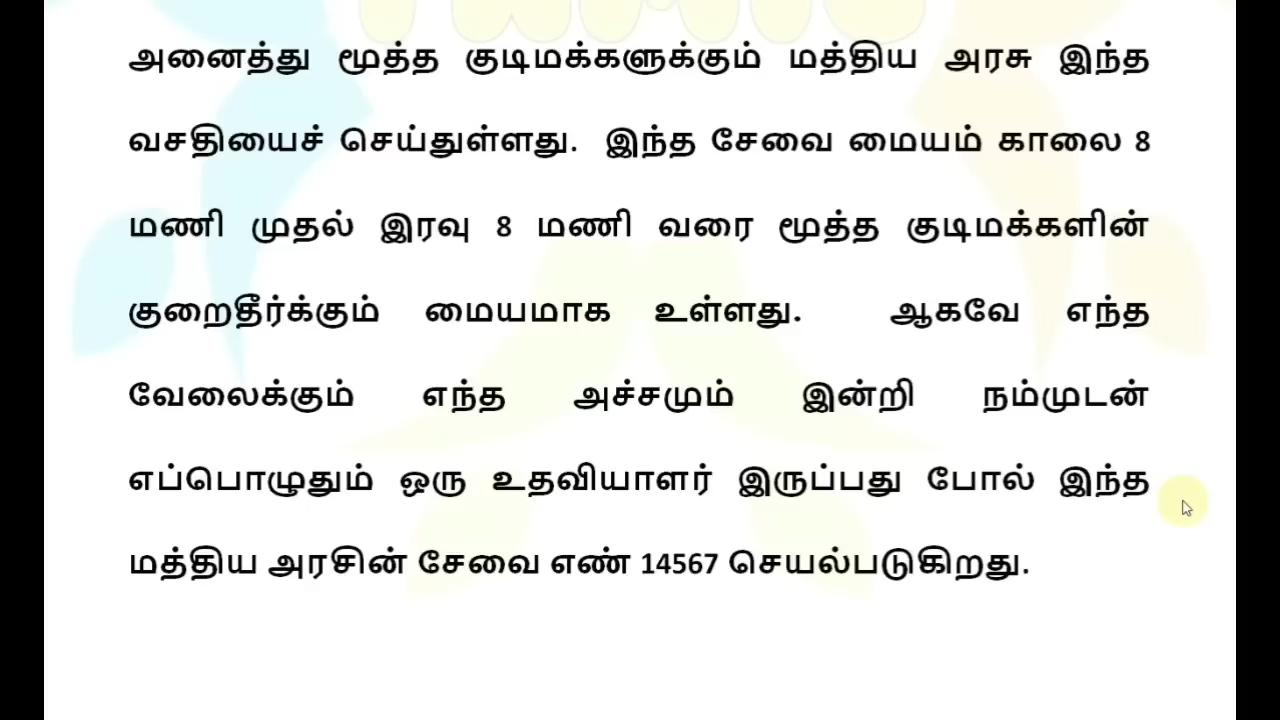 அனைத்து மூத்த குடிமக்களுக்கும் மத்திய அரசு இந்த
வசதியைச் செய்துள்ளது. இந்த சேவை மையம் காலை 8
மணி முதல் இரவு 8 மணி வரை மூத்த குடிமக்களின்
குறைதீர்க்கும் மையமாக உள்ளது. ஆகவே எந்த
வேலைக்கும் எந்த அச்சமும் இன்றி நம்முடன்
எப்பொழுதும் ஒரு உதவியாளர் இருப்பது போல் இந்த
மத்திய அரசின் சேவை எண் 14567 செயல்படுகிறது.